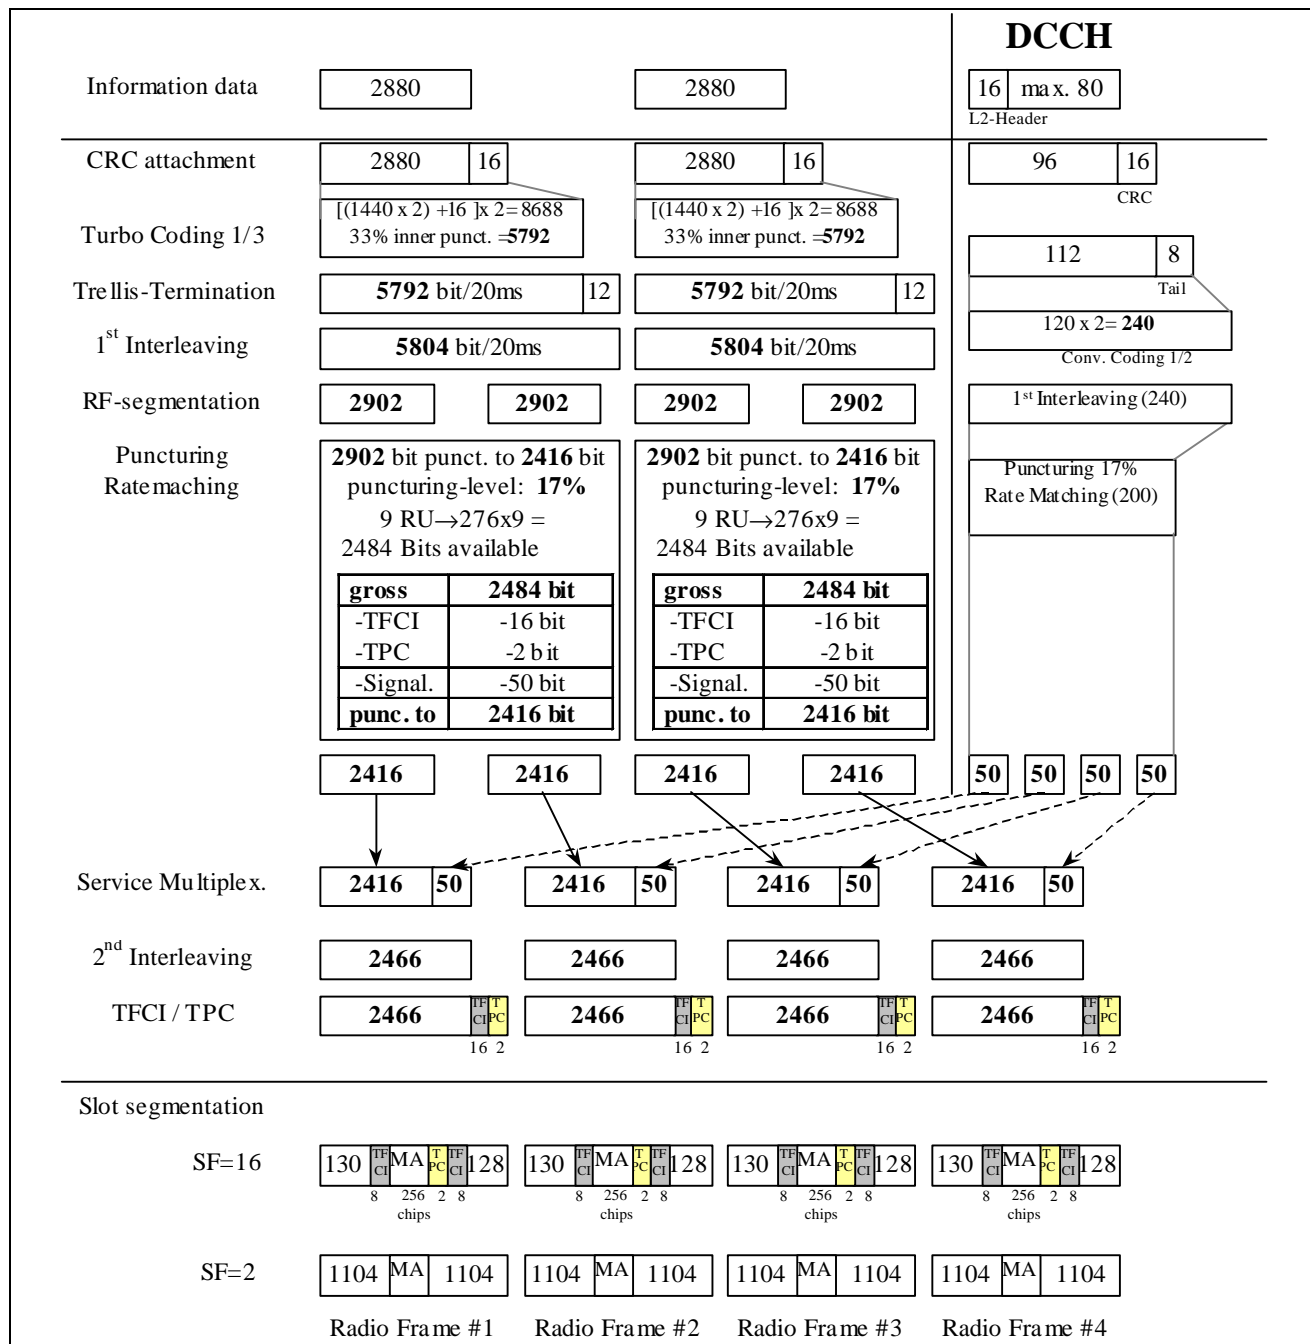 DCCH
Information data 2880 2880 16 max. 80
L2-Header
CRC attachment 2880 16 2880 16 96 16
CRC
[(1440 x 2) +16 ]x 2=8688 [(1440 x 2) +16 ]x 2=8688
Turbo Coding 1/3 33% inner punct. =5792 33% inner punct. =5792
112 8
Tail
Trellis-Termination 5792 bit/20ms 12 5792 bit/20ms 12
120 x 2= 240
1st Interleaving 5804 bit/20ms 5804 bit/20ms
Conv. Coding 1/2
RF-segmentation 2902 2902 2902 2902 1st Interleaving (240)
Puncturing 2902 bit punct. to 2416 bit 2902 bit punct. to 2416 bit Puncturing 17%
Ratemaching puncturing-level: 17% puncturing-level: 17% Rate Matching (200)
9 RU→276x9 = 9 RU→276x9 =
2484 Bits available 2484 Bits available
gross 2484 bit gross 2484 bit
-TFCI -16 bit -TFCI -16 bit
-TPC -2 bit -TPC -2 bit
-Signal. -50 bit -Signal. -50 bit
punc. to 2416 bit punc. to 2416 bit
2416 2416 2416 2416 50 50 50 50
Service Multiplex. 2416 50 2416 50 2416 50 2416 50
2nd Interleaving 2466 2466 2466 2466
TFCI / TPC 2466 TFCI TPC 2466 TFCI TPC 2466 TFCI TPC 2466 TFCI TPC
16 2 16 2 16 2 16 2
Slot segmentation
SF=16 130 TFCI MA TPC TFCI 128 130 TFCI MA TPC TFCI 128 130 TFCI MA TPC TFCI 128 130 TFCI MA TPC TFCI 128
8 256 2 8 8 256 2 8 8 256 2 8 8 256 2 8
chips chips chips chips
SF=2 1104 MA 1104 1104 MA 1104 1104 MA 1104 1104 MA 1104
Radio Frame #1 Radio Frame #2 Radio Frame #3 Radio Frame #4